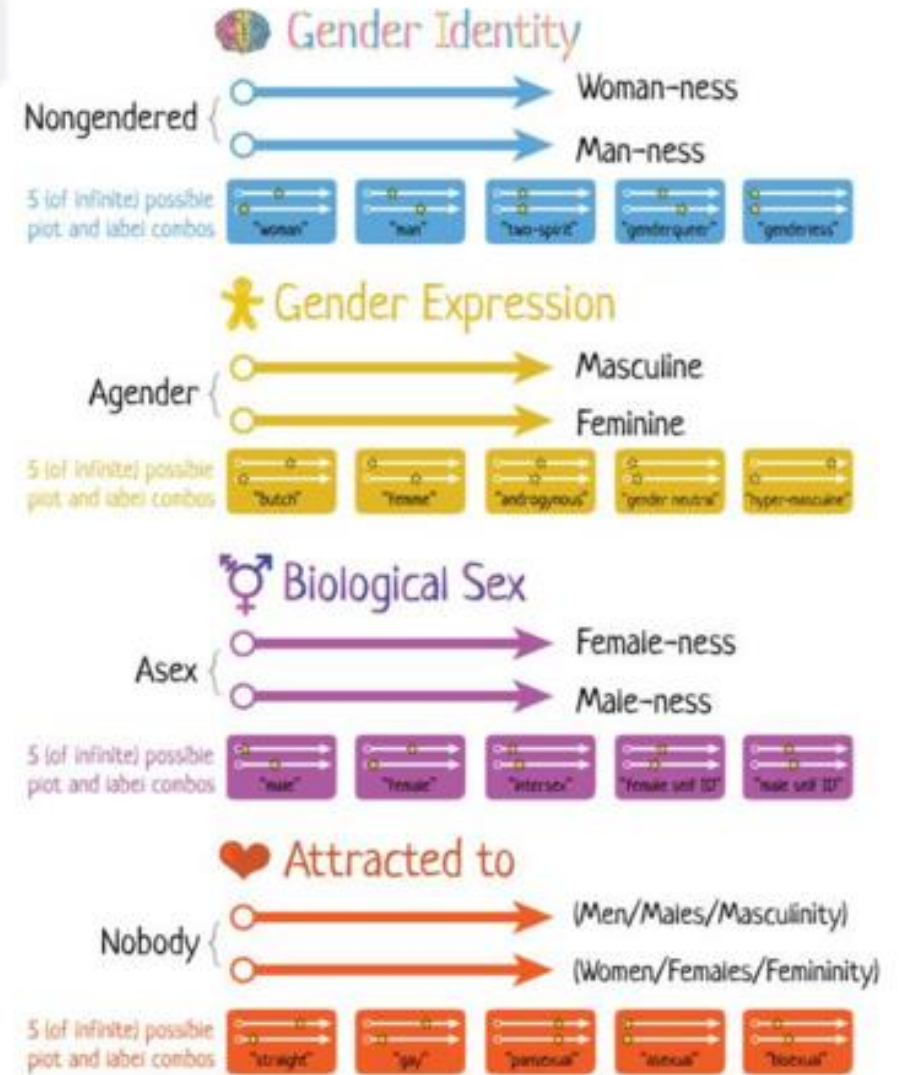 Gender Identity
Nongendered
Woman-ness
Man-ness
5 (of infinite) possible
plot and label combos
"woman" "man" "two-spirit" "genderqueer" "genderless"
Gender Expression
Agender
Masculine
Feminine
5 (of infinite) possible
plot and label combos
"butch" "femme" "androgynous" "gender neutral" "hyper-masculine"
Biological Sex
Asex
Female-ness
Male-ness
5 (of infinite) possible
plot and label combos
"male" "female" "intersex" "female self ID" "male self ID"
Attracted to
Nobody
(Men/Males/Masculinity)
(Women/Females/Femininity)
5 (of infinite) possible
plot and label combos
"straight" "gay" "pansexual" "asexual" "bisexual"